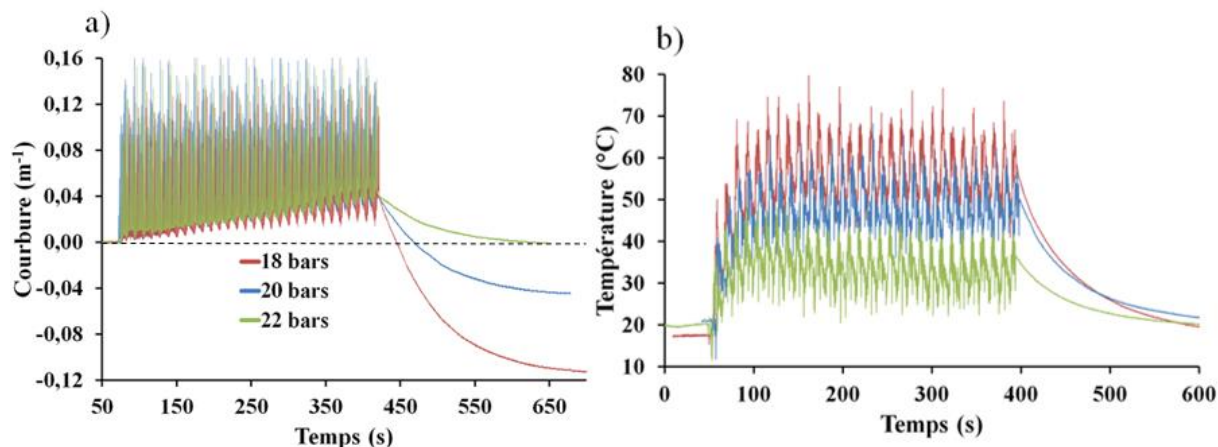 a)
Courbure (m-1)
0,16
0,12
0,08
0,04
0,00
-0,04
-0,08
-0,12
18 bars
20 bars
22 bars
50 150 250 350 450 550 650
Temps (s)
b)
Température (°C)
80
70
60
50
40
30
20
10
0 100 200 300 400 500 600
Temps (s)